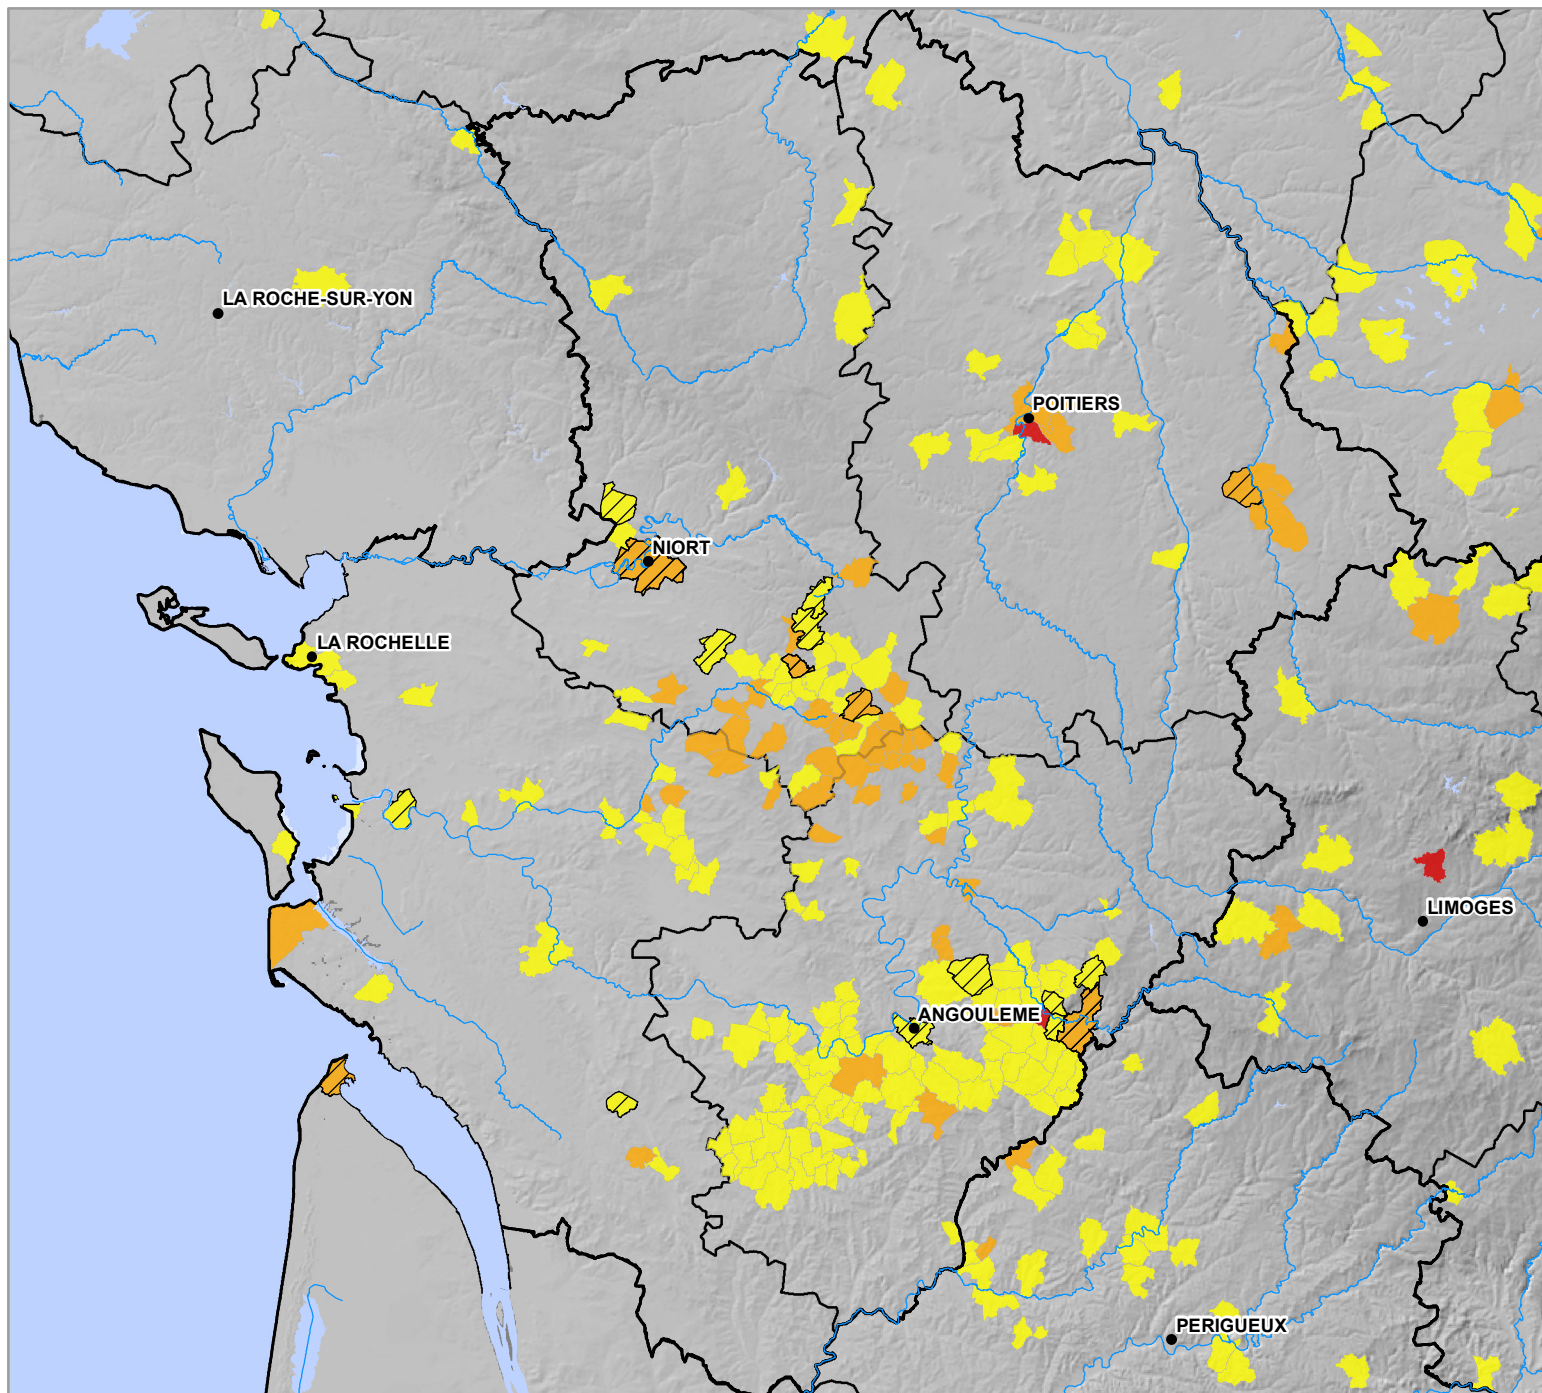 LA ROCHE-SUR-YON
POITIERS
NIORT
LA ROCHELLE
LIMOGES
ANGOULEME
PERIGUEUX